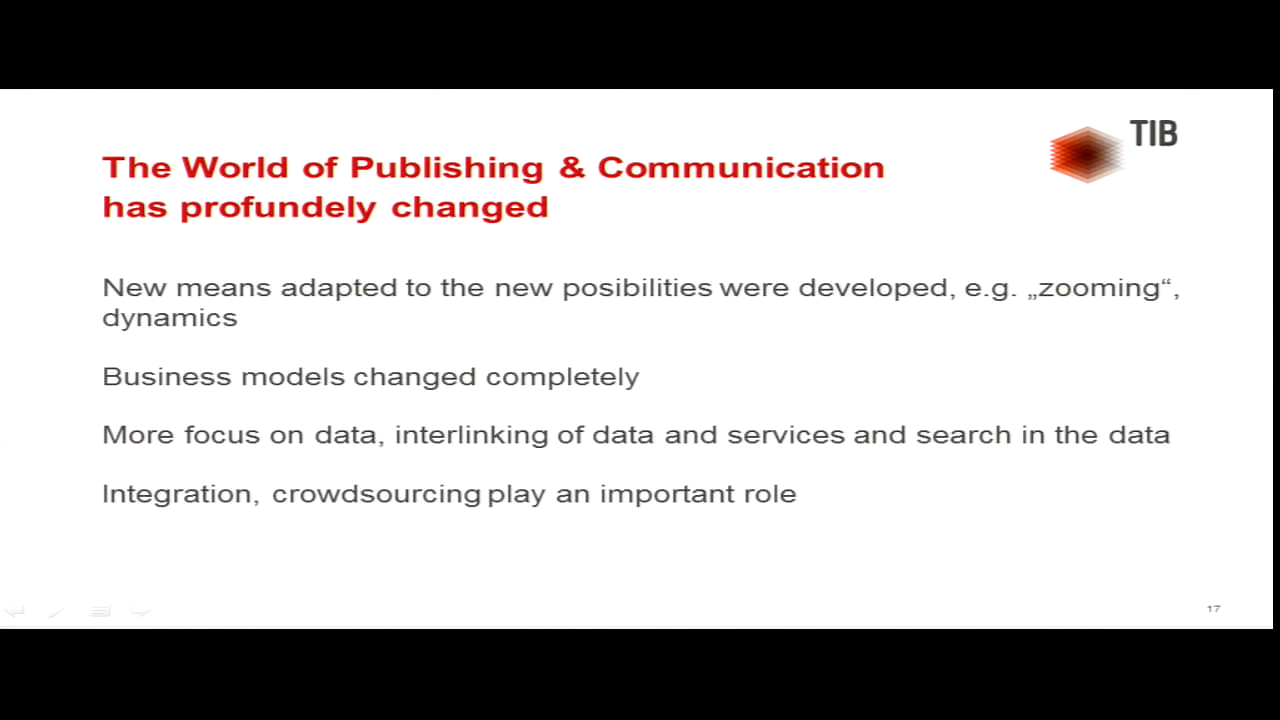 TIB
The World of Publishing & Communication
has profundely changed
New means adapted to the new posibilities were developed, e.g. „zooming“,
dynamics
Business models changed completely
More focus on data, interlinking of data and services and search in the data
Integration, crowdsourcing play an important role
17